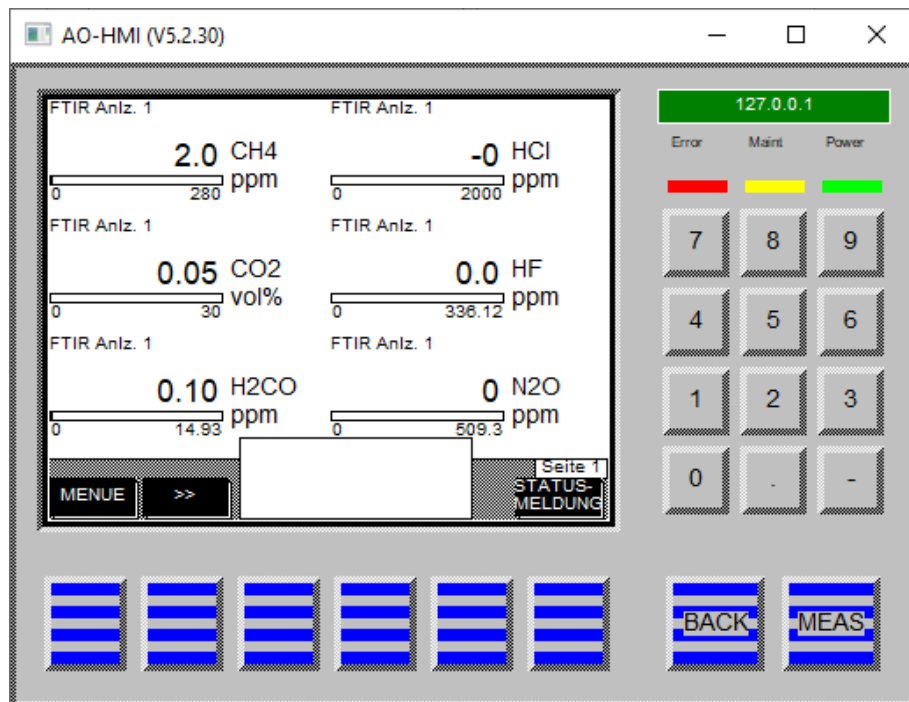 AO-HMI (V5.2.30)
127.0.0.1
Error Maint Power
FTIR Anlz. 1 FTIR Anlz. 1
2.0 CH4 -0 HCl
ppm ppm
0 280 0 2000
FTIR Anlz. 1 FTIR Anlz. 1
0.05 CO2 0.0 HF
vol% ppm
0 30 0 336.12
FTIR Anlz. 1 FTIR Anlz. 1
0.10 H2CO 0 N2O
ppm ppm
0 14.93 0 509.3
Seite 1
MENUE >> STATUS-
MELDUNG
7 8 9
4 5 6
1 2 3
0 . -
BACK MEAS